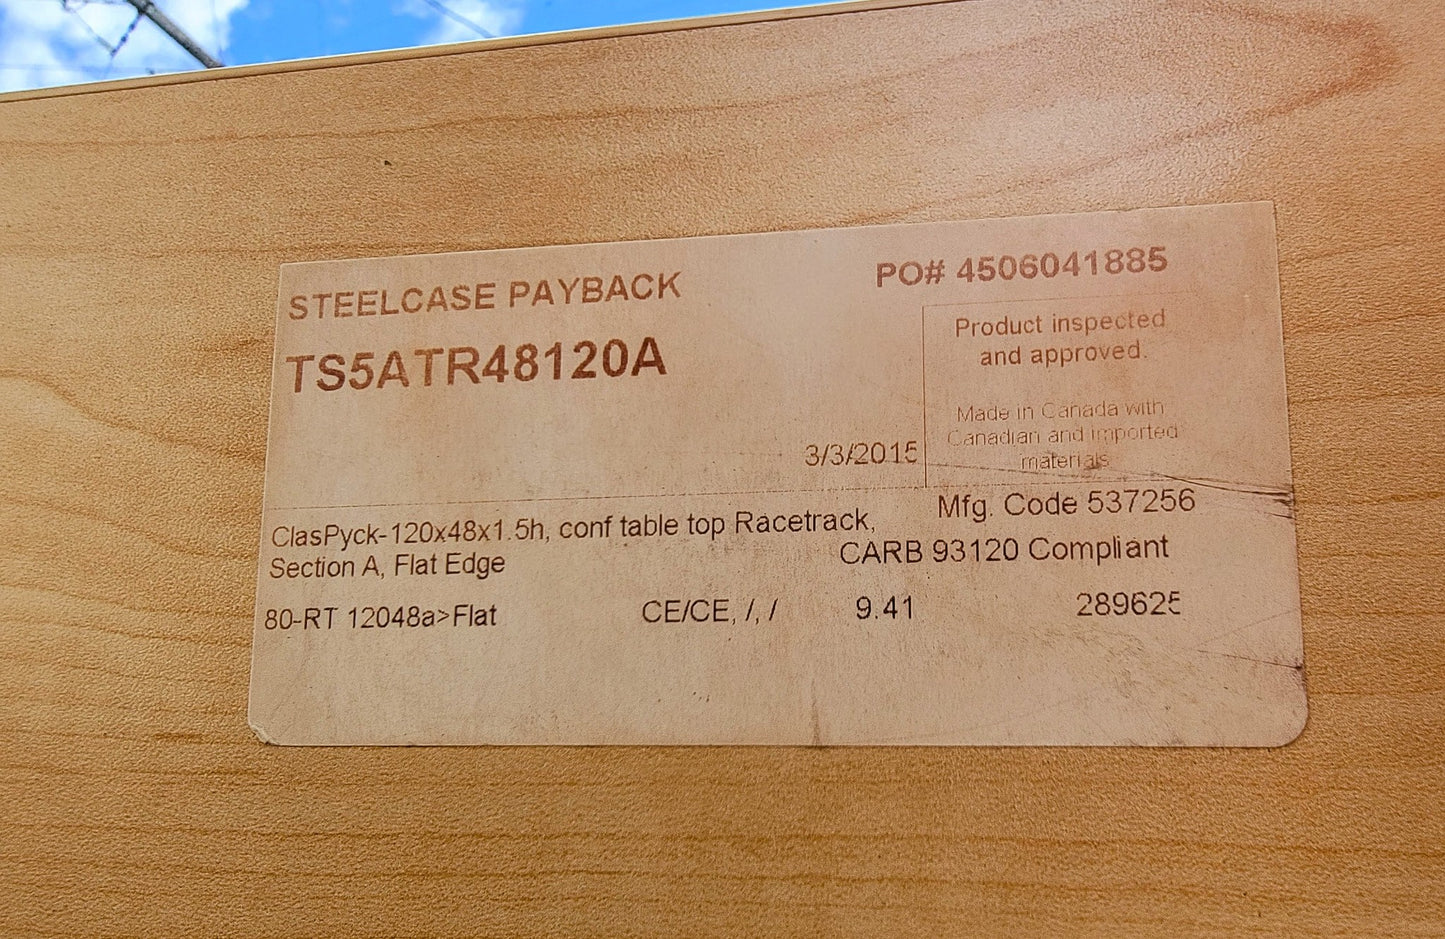 STEELCASE PAYBACK
PO# 4506041885
TS5ATR48120A
Product inspected
and approved.
Made in Canada with
Canadian and imported
materials
3/3/2015
ClasPyck-120x48x1.5h, conf table top Racetrack,
Section A, Flat Edge
Mfg. Code 537256
CARB 93120 Compliant
80-RT 12048a>Flat
CE/CE, /, /
9.41
289625